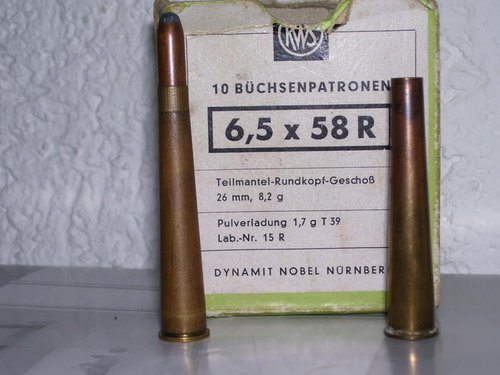 RWS
10 BÜCHSENPATRONEN
6,5 x 58 R
Teilmantel-Rundkopf-Geschoß
26 mm, 8,2 g
Pulverladung 1,7 g T 39
Lab.-Nr. 15 R
DYNAMIT NOBEL NÜRNBER